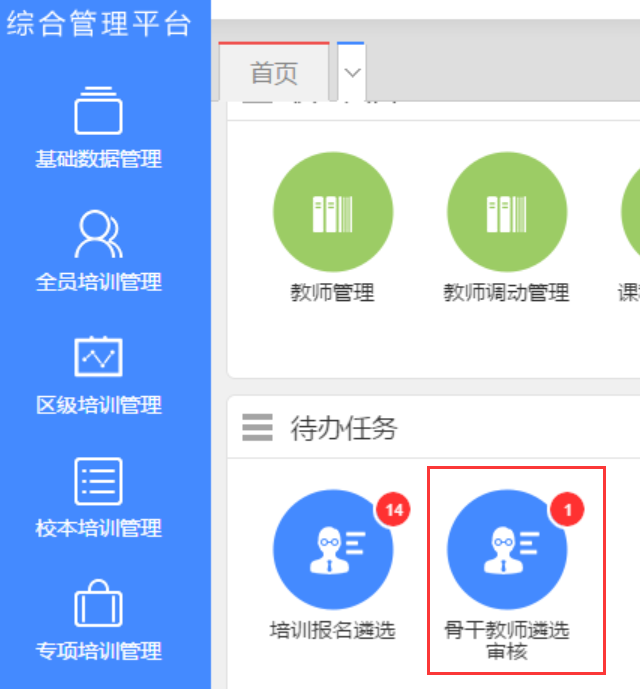 综合管理平台
首页
基础数据管理
全员培训管理
区级培训管理
校本培训管理
专项培训管理
教师管理
教师调动管理
待办任务
14
1
培训报名遴选
骨干教师遴选
审核